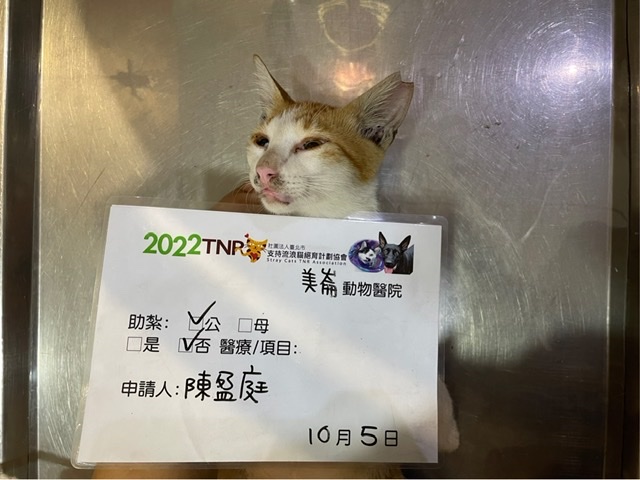 2022TNR 社團法人臺北市
支持流浪貓絕育計劃協會
Stray Cats TNR Association
美崙動物醫院
助紮: ☑公 □母
□是 ☑否 醫療/項目:
申請人:陳盈庭
10月5日